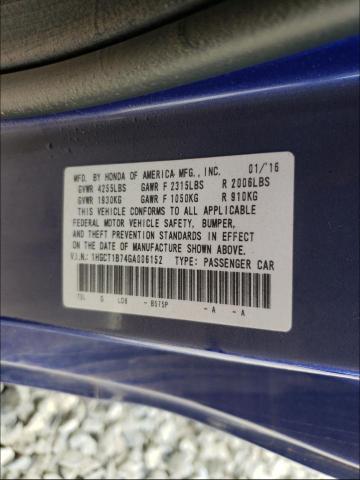 MFD. BY HONDA OF AMERICA MFG., INC. 01/'16
GVWR 4255LBS GAWR F 2315LBS R 2006LBS
GVWR 1930KG GAWR F 1050KG R 910KG
THIS VEHICLE CONFORMS TO ALL APPLICABLE
FEDERAL MOTOR VEHICLE SAFETY, BUMPER,
AND THEFT PREVENTION STANDARDS IN EFFECT ON
THE DATE OF MANUFACTURE SHOWN ABOVE.
V.I.N: 1HGCT1B74GA006152 TYPE: PASSENGER CAR
G - B575P - A - A